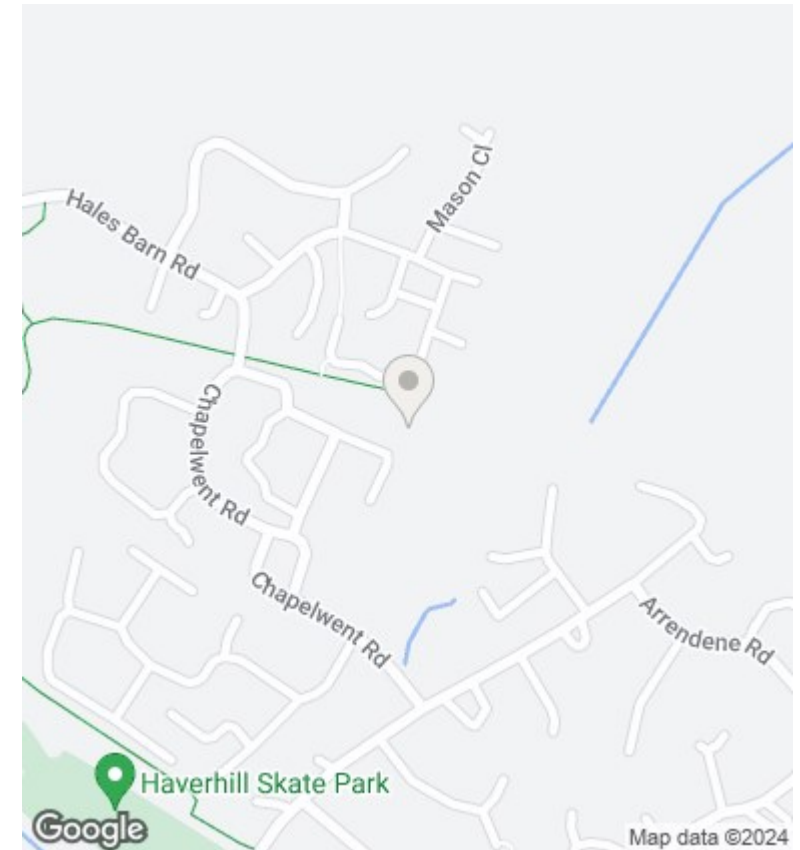 Mason Cl
Hales Barn Rd
Chapelwent Rd
Chapelwent Rd
Arrendene Rd
Haverhill Skate Park
Google
Map data ©2024